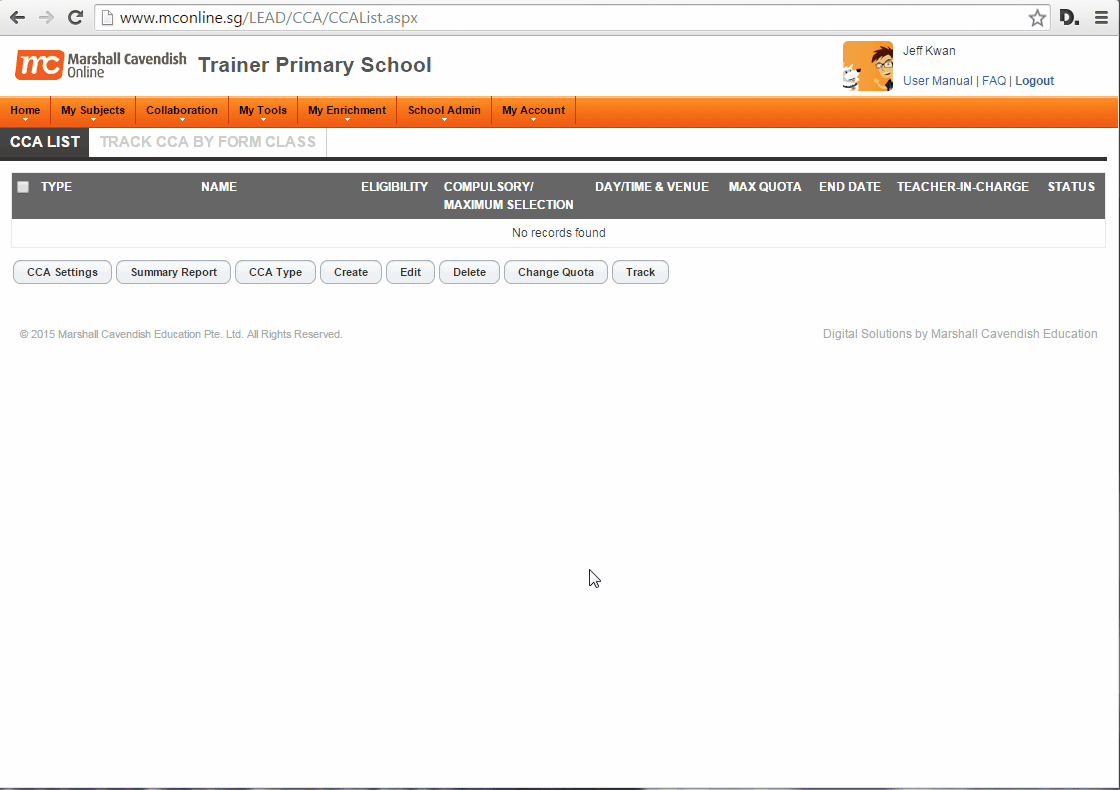 www.mconline.sg/LEAD/CCA/CCAList.aspx
D.
mc Marshall Cavendish Online
Trainer Primary School
Jeff Kwan
User Manual | FAQ | Logout
Home My Subjects Collaboration My Tools My Enrichment School Admin My Account
CCA LIST TRACK CCA BY FORM CLASS
TYPE NAME ELIGIBILITY COMPULSORY/ DAY/TIME & VENUE MAX QUOTA END DATE TEACHER-IN-CHARGE STATUS
MAXIMUM SELECTION
No records found
CCA Settings Summary Report CCA Type Create Edit Delete Change Quota Track
© 2015 Marshall Cavendish Education Pte. Ltd. All Rights Reserved. Digital Solutions by Marshall Cavendish Education